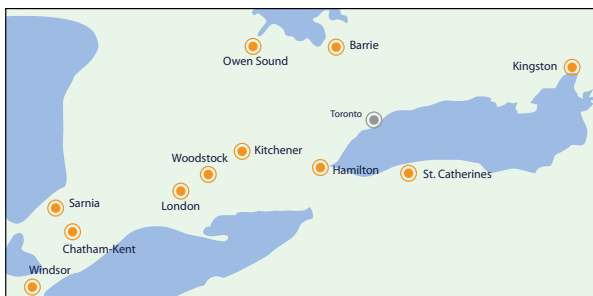 Barrie
Owen Sound
Kingston
Toronto
Kitchener
Woodstock
Hamilton
St. Catherines
London
Sarnia
Chatham-Kent
Windsor